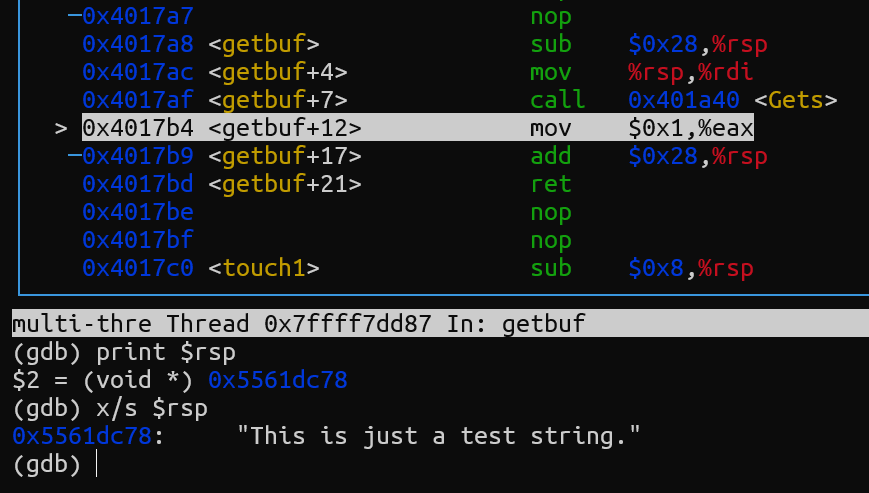 0x4017a7 nop
0x4017a8 <getbuf> sub $0x28,%rsp
0x4017ac <getbuf+4> mov %rsp,%rdi
0x4017af <getbuf+7> call 0x401a40 <Gets>
> 0x4017b4 <getbuf+12> mov $0x1,%eax
0x4017b9 <getbuf+17> add $0x28,%rsp
0x4017bd <getbuf+21> ret
0x4017be nop
0x4017bf nop
0x4017c0 <touch1> sub $0x8,%rsp
multi-thre Thread 0x7ffff7dd87 In: getbuf
(gdb) print $rsp
$2 = (void *) 0x5561dc78
(gdb) x/s $rsp
0x5561dc78: "This is just a test string."
(gdb)